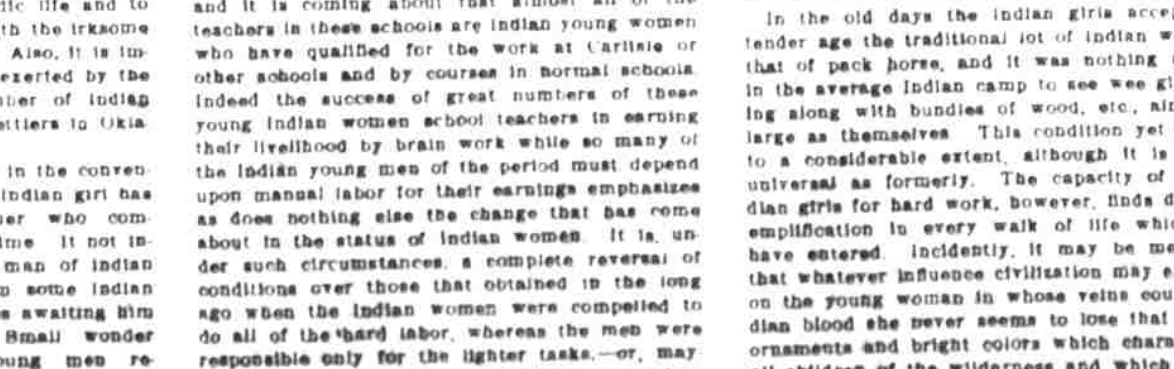 fic life and to
th the irksome
Also, it is im-
exerted by the
ber of Indian
ettlers in Okla-
in the conven-
Indian girl has
er who com-
ime It not in-
man of Indian
some Indian
s awaiting him
Small wonder
oung men re-
and it is coming about that almost all of the
teachers in these schools are Indian young women
who have qualified for the work at Carlisle or
other schools and by courses in normal schools
Indeed the success of great numbers of these
young Indian women school teachers in earning
their livelihood by brain work while so many of
the Indian young men of the period must depend
upon manual labor for their earnings emphasizes
as does nothing else the change that has come
about in the status of Indian women. It is, un-
der such circumstances, a complete reversal of
conditions over those that obtained in the long
ago when the Indian women were compelled to
do all of the hard labor, whereas the men were
responsible only for the lighter tasks,—or, may
In the old days the Indian girls acce
tender age the traditional lot of Indian w
that of pack horse, and it was nothing
in the average Indian camp to see wee gi
ing along with bundles of wood, etc., al
large as themselves This condition yet
to a considerable extent, although it is
universal as formerly. The capacity of
dian girls for hard work, however, finds
emplification in every walk of life whic
have entered. Incidently, it may be me
that whatever influence civilization may e
on the young woman in whose veins cou
dian blood she never seems to lose that
ornaments and bright colors which chara
all children of the wilderness and which